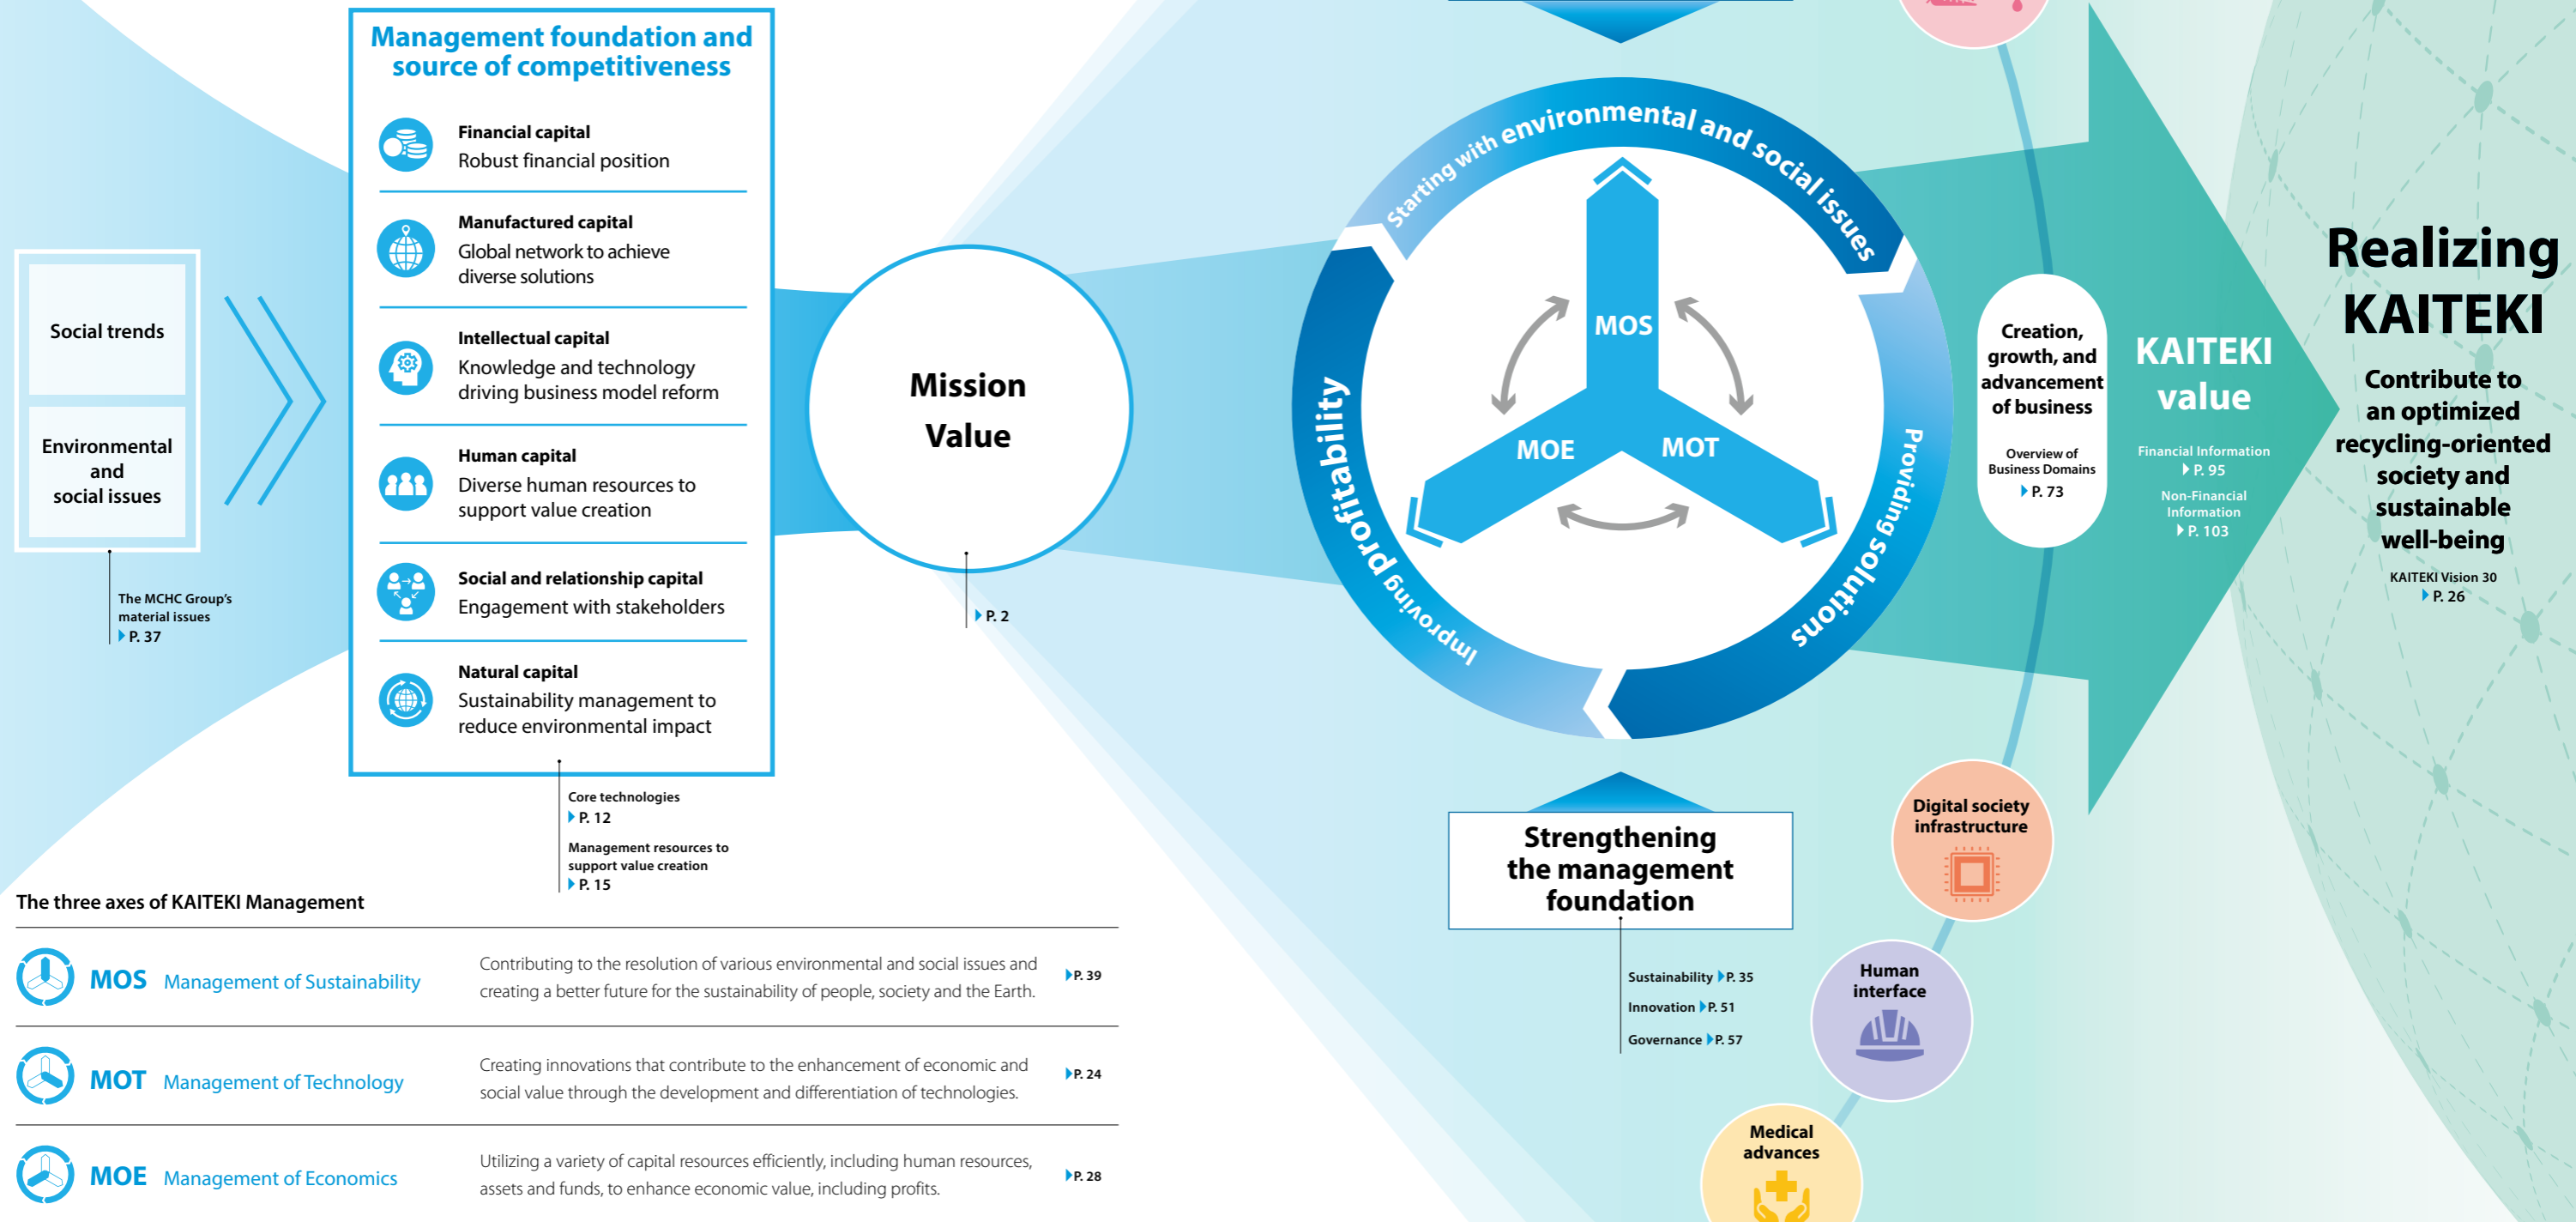 Social trends
Environmental
and
social issues
The MCHC Group's
material issues
P. 37
Management foundation and
source of competitiveness
Financial capital
Robust financial position
Manufactured capital
Global network to achieve
diverse solutions
Intellectual capital
Knowledge and technology
driving business model reform
Human capital
Diverse human resources to
support value creation
Social and relationship capital
Engagement with stakeholders
Natural capital
Sustainability management to
reduce environmental impact
Core technologies
P. 12
Management resources to
support value creation
P. 15
Mission
Value
P. 2
Starting with environmental and social issues
Providing solutions
Improving profitability
MOS
MOE
MOT
Strengthening
the management
foundation
Sustainability P. 35
Innovation P. 51
Governance P. 57
Creation,
growth, and
advancement
of business
Overview of
Business Domains
P. 73
Digital society
infrastructure
Human
interface
Medical
advances
KAITEKI
value
Financial Information
P. 95
Non-Financial
Information
P. 103
Realizing
KAITEKI
Contribute to
an optimized
recycling-oriented
society and
sustainable
well-being
KAITEKI Vision 30
P. 26
The three axes of KAITEKI Management
MOS Management of Sustainability
Contributing to the resolution of various environmental and social issues and
creating a better future for the sustainability of people, society and the Earth.
P. 39
MOT Management of Technology
Creating innovations that contribute to the enhancement of economic and
social value through the development and differentiation of technologies.
P. 24
MOE Management of Economics
Utilizing a variety of capital resources efficiently, including human resources,
assets and funds, to enhance economic value, including profits.
P. 28